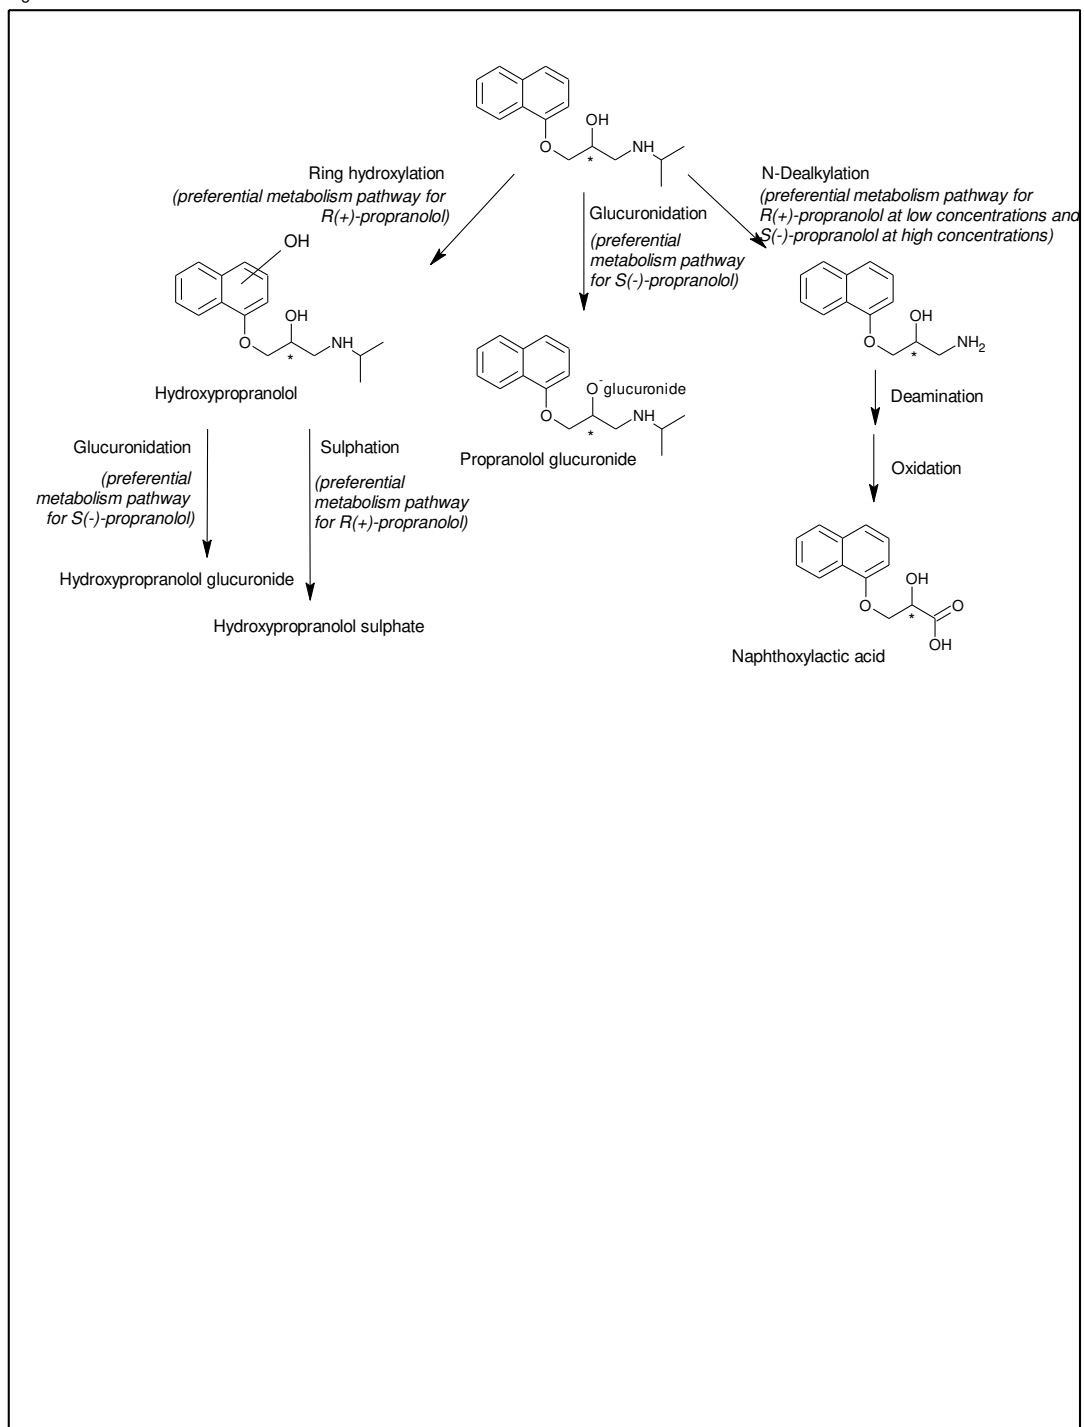 OH
O
*
NH
Ring hydroxylation
(preferential metabolism pathway for
R(+)-propranolol)
Glucuronidation
(preferential
metabolism pathway
for S(-)-propranolol)
N-Dealkylation
(preferential metabolism pathway for
R(+)-propranolol at low concentrations and
S(-)-propranolol at high concentrations)
OH
OH
O
*
NH
Hydroxypropranolol
O-glucuronide
O
*
NH
Propranolol glucuronide
OH
O
*
NH2
Deamination
Oxidation
Glucuronidation
(preferential
metabolism pathway
for S(-)-propranolol)
Sulphation
(preferential
metabolism pathway
for R(+)-propranolol)
Hydroxypropranolol glucuronide
Hydroxypropranolol sulphate
OH
O
O
*
OH
Naphthoxylactic acid